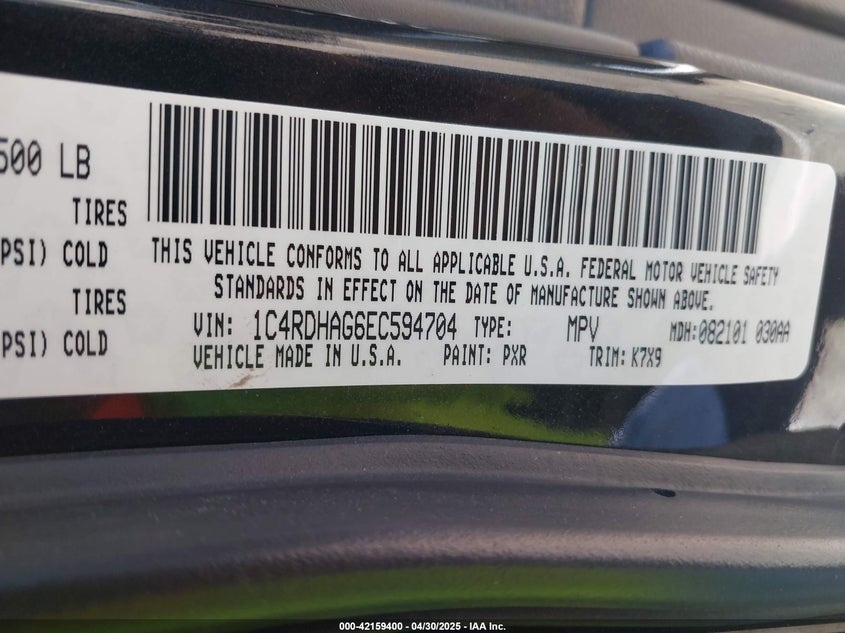 500 LB
TIRES
PSI) COLD
TIRES
PSI) COLD
THIS VEHICLE CONFORMS TO ALL APPLICABLE U.S.A. FEDERAL MOTOR VEHICLE SAFETY
STANDARDS IN EFFECT ON THE DATE OF MANUFACTURE SHOWN ABOVE.
VIN: 1C4RDHAG6EC594704 TYPE: MPV MDH:082101 030AA
VEHICLE MADE IN U.S.A. PAINT: PXR TRIM: K7X9
000-42159400 - 04/30/2025 - IAA Inc.